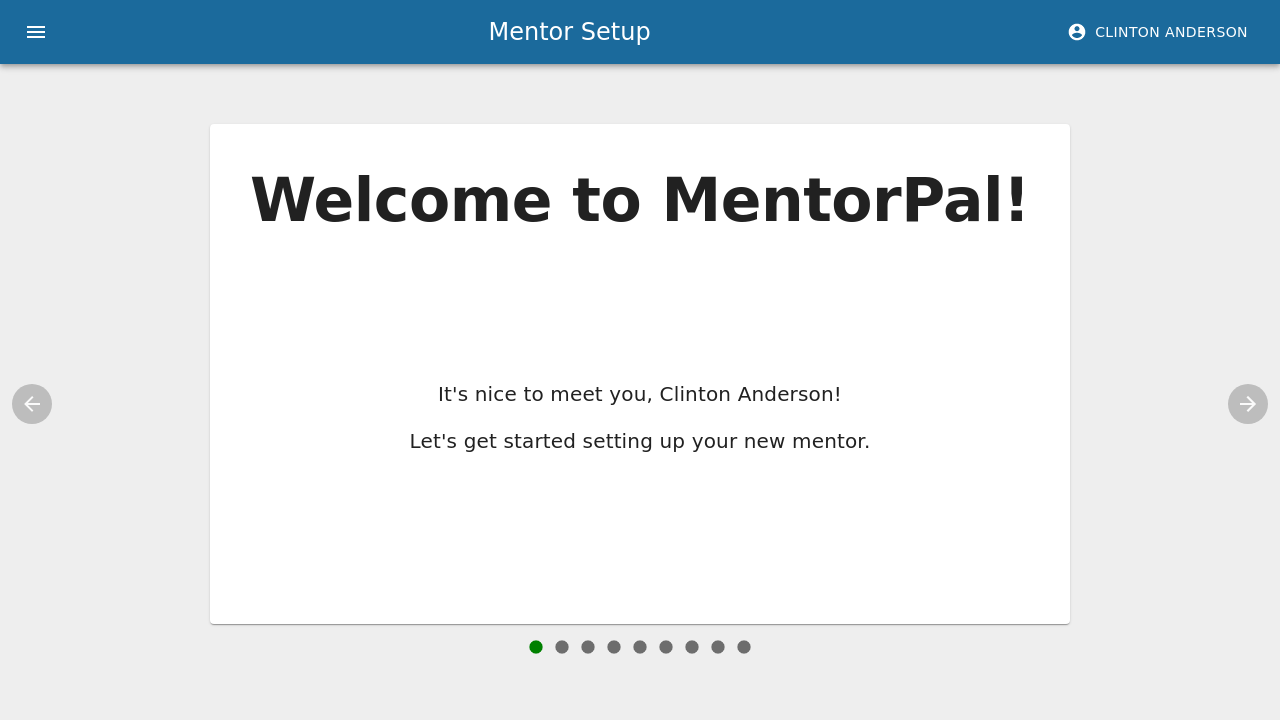 Mentor Setup
CLINTON ANDERSON
Welcome to MentorPal!
It's nice to meet you, Clinton Anderson!
Let's get started setting up your new mentor.